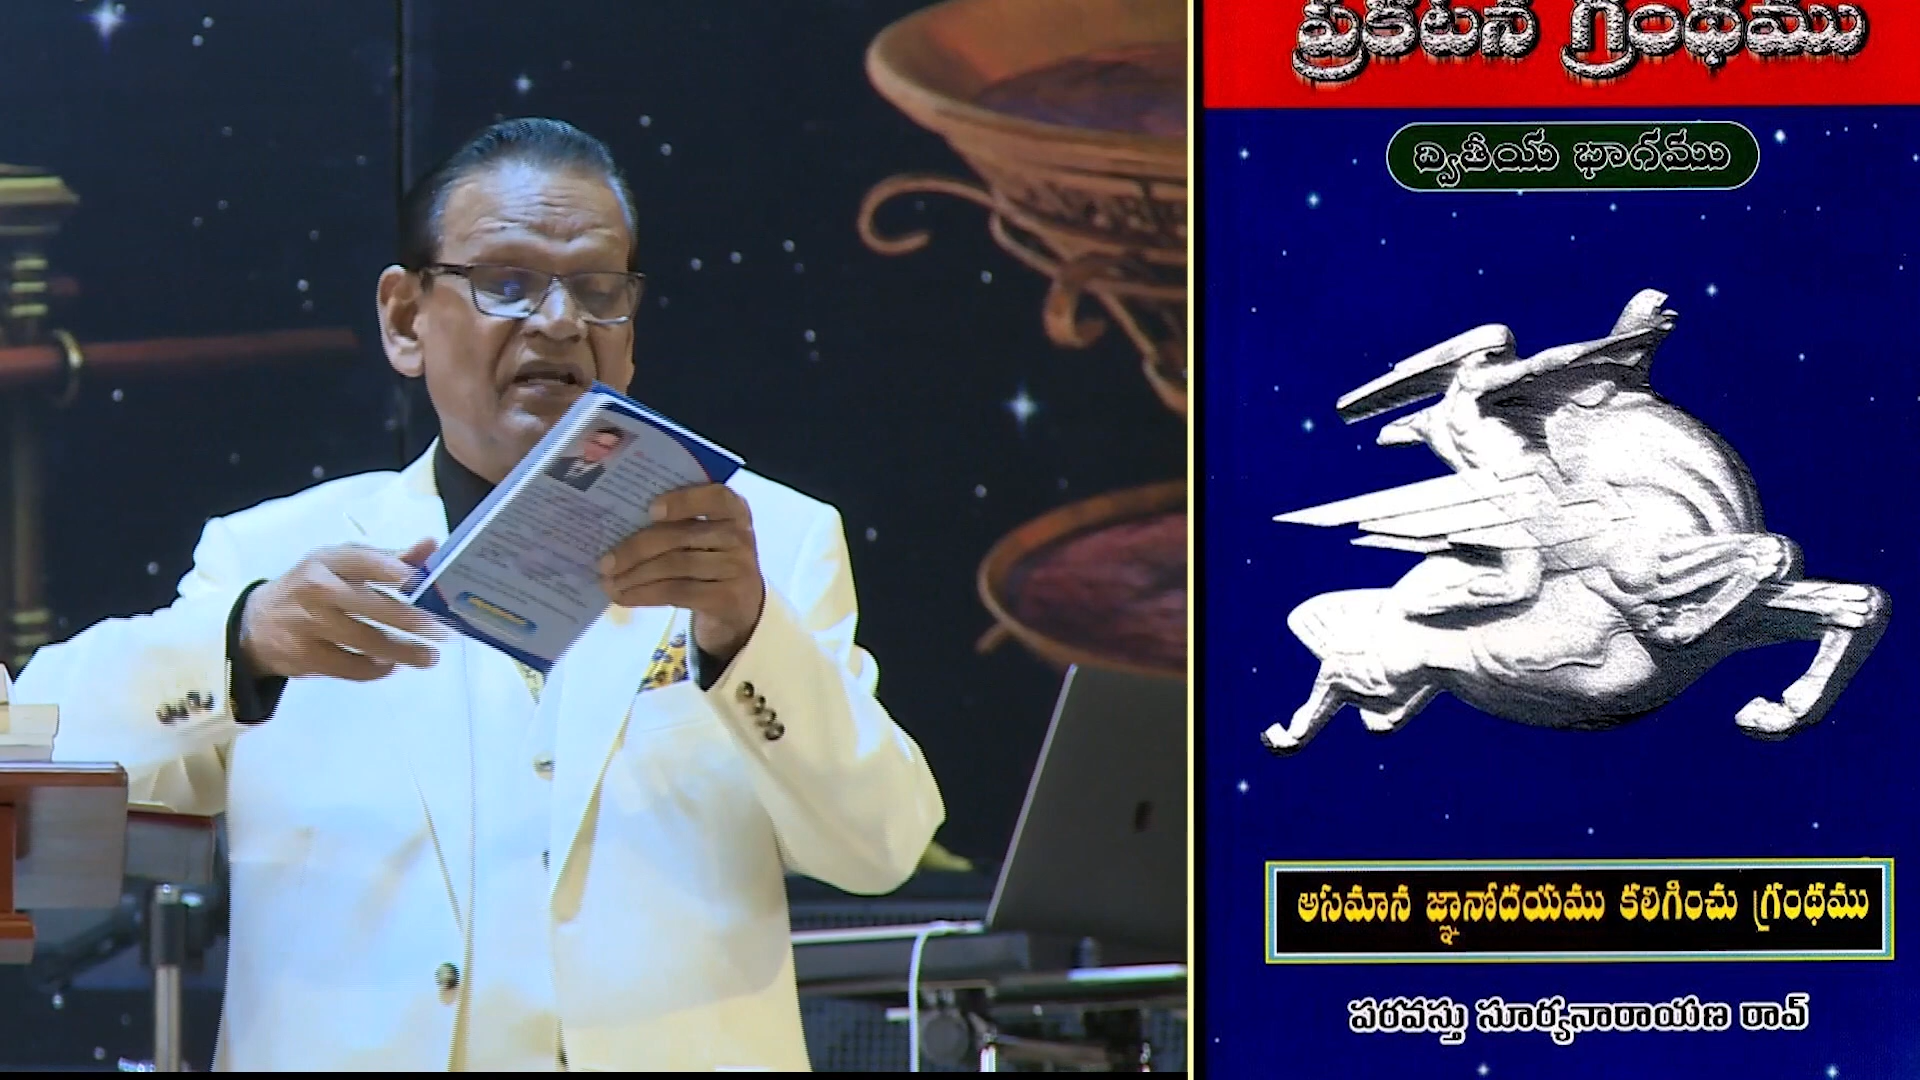 ప్రకటన గ్రంథము
ద్వితీయ భాగము
అసమాన జ్ఞానోదయము కలిగించు గ్రంథము
పరవస్తు సూర్యనారాయణ రావ్